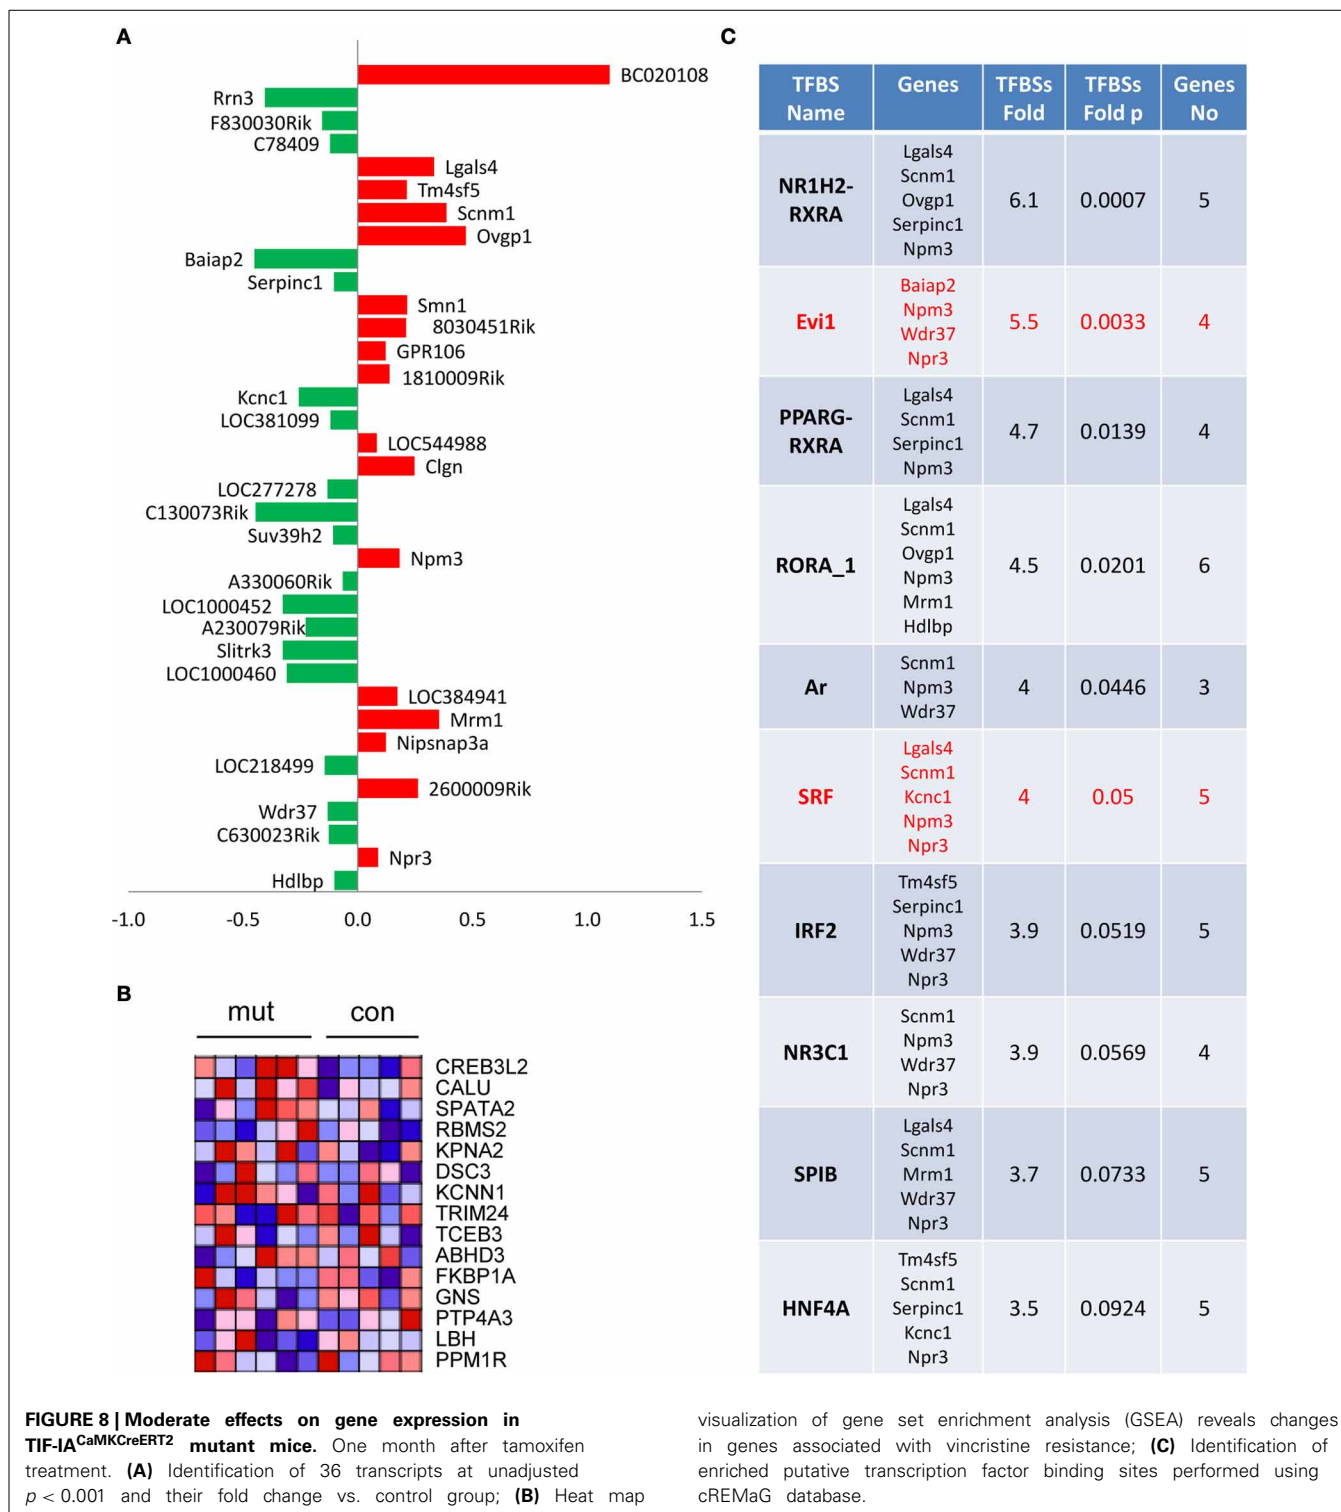 A
BC020108
Rrn3
F830030Rik
C78409
Lgals4
Tm4sf5
Scnm1
Ovgp1
Baiap2
Serpinc1
Smn1
8030451Rik
GPR106
1810009Rik
Kcnc1
LOC381099
LOC544988
Clgn
LOC277278
C130073Rik
Suv39h2
Npm3
A330060Rik
LOC1000452
A230079Rik
Slitrk3
LOC1000460
LOC384941
Mrm1
Nipsnap3a
LOC218499
2600009Rik
Wdr37
C630023Rik
Npr3
Hdlbp
-1.0 -0.5 0.0 0.5 1.0 1.5
B
mut con
CREB3L2
CALU
SPATA2
RBMS2
KPNA2
DSC3
KCNN1
TRIM24
TCEB3
ABHD3
FKBP1A
GNS
PTP4A3
LBH
PPM1R
C
TFBS Genes TFBSs TFBSs Genes
Name Fold Fold p No
Lgals4
Scnm1
NR1H2-
RXRA Ovgp1 6.1 0.0007 5
Serpinc1
Npm3
Baiap2
Npm3
Evi1 5.5 0.0033 4
Wdr37
Npr3
Lgals4
PPARG- Scnm1
RXRA Serpinc1 4.7 0.0139 4
Npm3
Lgals4
Scnm1
Ovgp1
RORA_1 4.5 0.0201 6
Npm3
Mrm1
Hdlbp
Scnm1
Ar Npm3 4 0.0446 3
Wdr37
Lgals4
Scnm1
SRF Kcnc1 4 0.05 5
Npm3
Npr3
Tm4sf5
Serpinc1
IRF2 Npm3 3.9 0.0519 5
Wdr37
Npr3
Scnm1
Npm3
NR3C1 3.9 0.0569 4
Wdr37
Npr3
Lgals4
Scnm1
SPIB Mrm1 3.7 0.0733 5
Wdr37
Npr3
Tm4sf5
Scnm1
HNF4A Serpinc1 3.5 0.0924 5
Kcnc1
Npr3
FIGURE 8 | Moderate effects on gene expression in
TIF-IACaMKCreERT2 mutant mice. One month after tamoxifen
treatment. (A) Identification of 36 transcripts at unadjusted
p < 0.001 and their fold change vs. control group; (B) Heat map
visualization of gene set enrichment analysis (GSEA) reveals changes
in genes associated with vincristine resistance; (C) Identification of
enriched putative transcription factor binding sites performed using
cREMaG database.